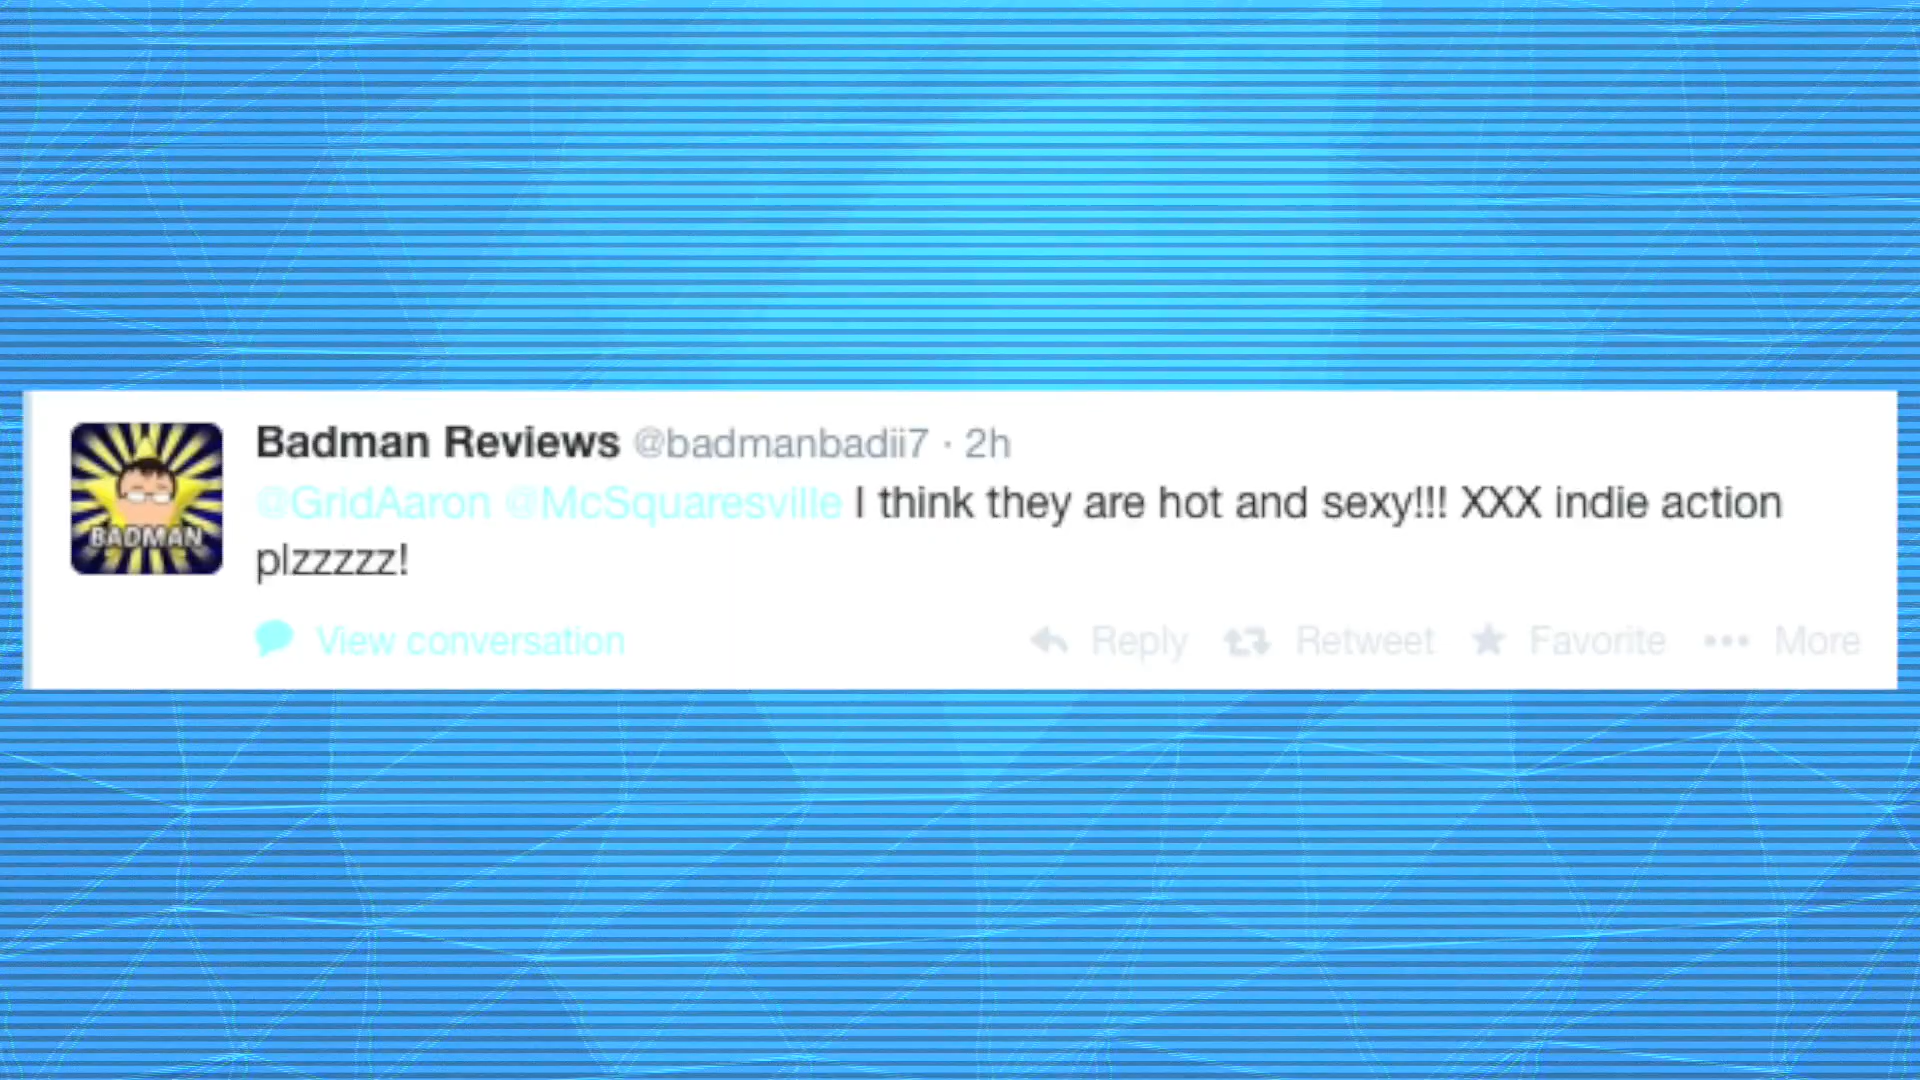 Badman Reviews @badmanbadii7 · 2h
@GridAaron @McSquaresville I think they are hot and sexy!!! XXX indie action
plzzzzz!
BADMAN
View conversation Reply Retweet Favorite More